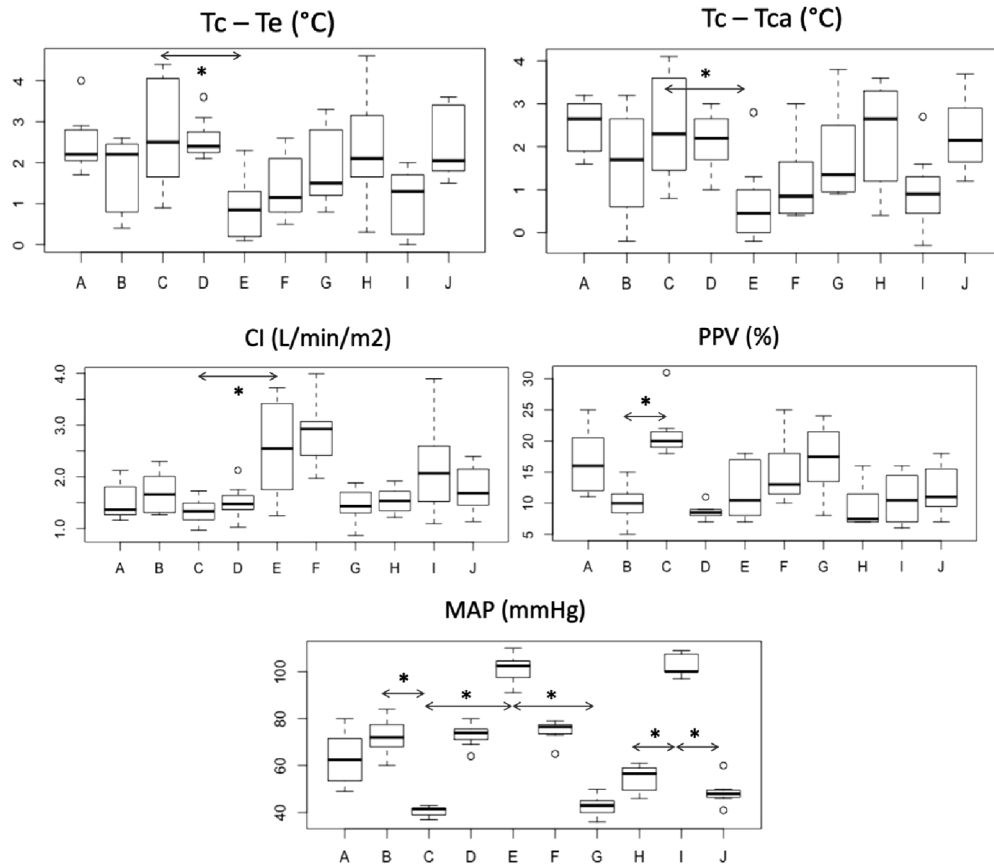 Tc – Te (°C)
4
3
2
1
0
*
A B C D E F G H I J
Tc – Tca (°C)
4
3
2
1
0
*
A B C D E F G H I J
CI (L/min/m2)
4.0
3.0
2.0
1.0
*
A B C D E F G H I J
PPV (%)
30
25
20
15
10
5
*
A B C D E F G H I J
MAP (mmHg)
100
80
60
40
* * * * *
A B C D E F G H I J